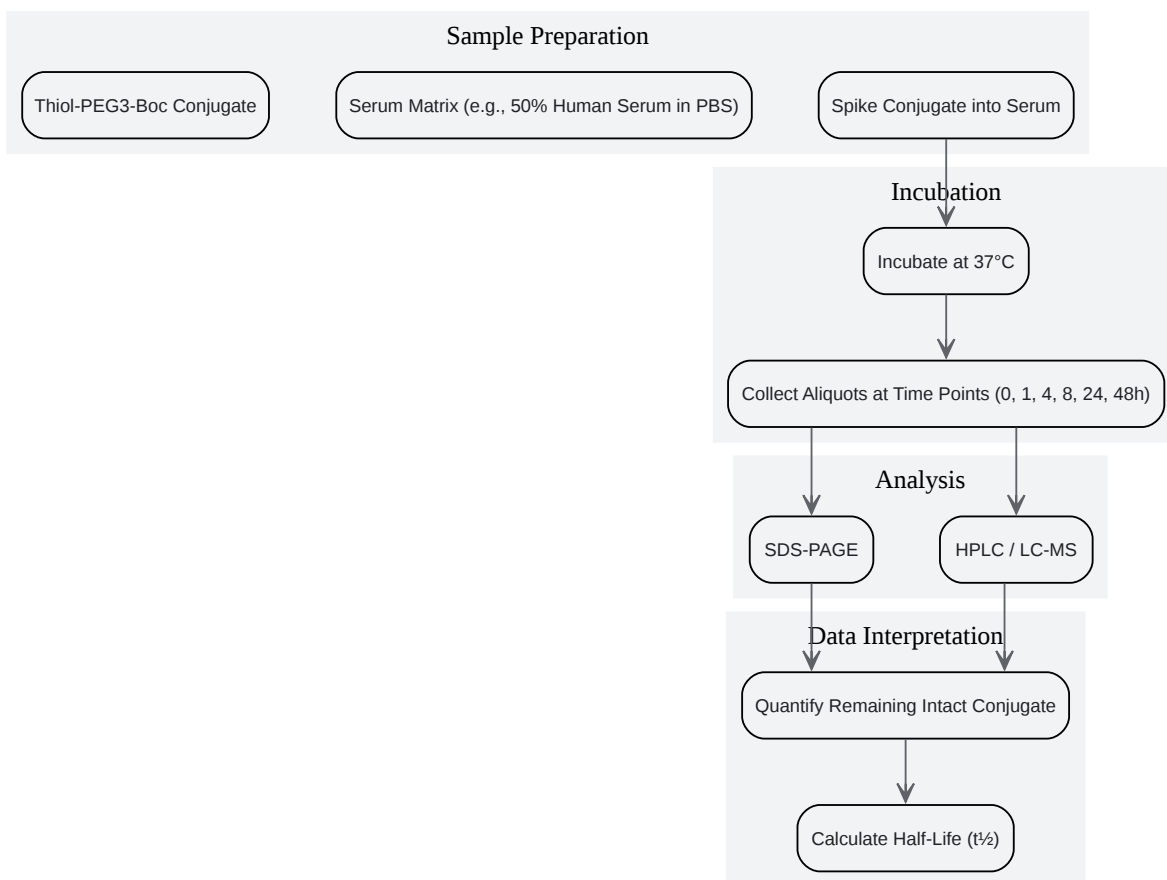 Sample Preparation
Thiol-PEG3-Boc Conjugate
Serum Matrix (e.g., 50% Human Serum in PBS)
Spike Conjugate into Serum
Incubation
Incubate at 37°C
Collect Aliquots at Time Points (0, 1, 4, 8, 24, 48h)
Analysis
SDS-PAGE
HPLC / LC-MS
Data Interpretation
Quantify Remaining Intact Conjugate
Calculate Half-Life (t½)